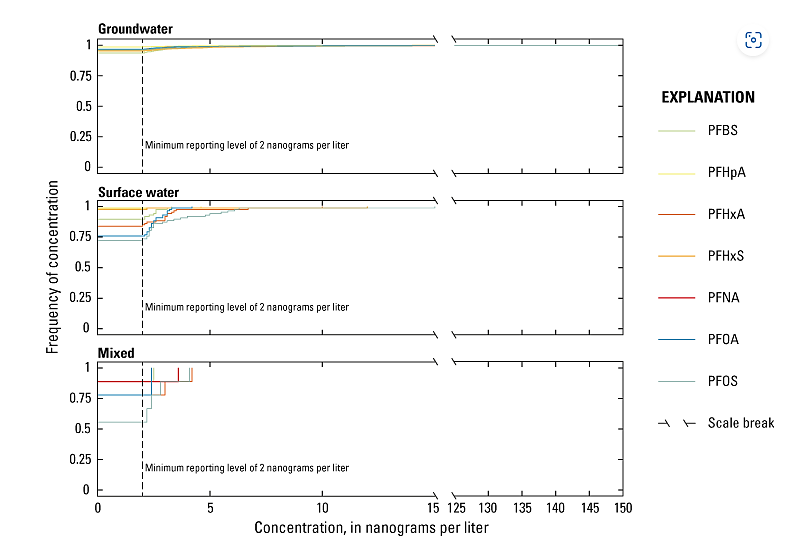 Groundwater
1
0.75
0.5
0.25
0
Minimum reporting level of 2 nanograms per liter
Surface water
1
0.75
0.5
0.25
0
Minimum reporting level of 2 nanograms per liter
Mixed
1
0.75
0.5
0.25
0
Minimum reporting level of 2 nanograms per liter
0 5 10 15 125 130 135 140 145 150
Concentration, in nanograms per liter
Frequency of concentration
EXPLANATION
PFBS
PFHpA
PFHxA
PFHxS
PFNA
PFOA
PFOS
Scale break